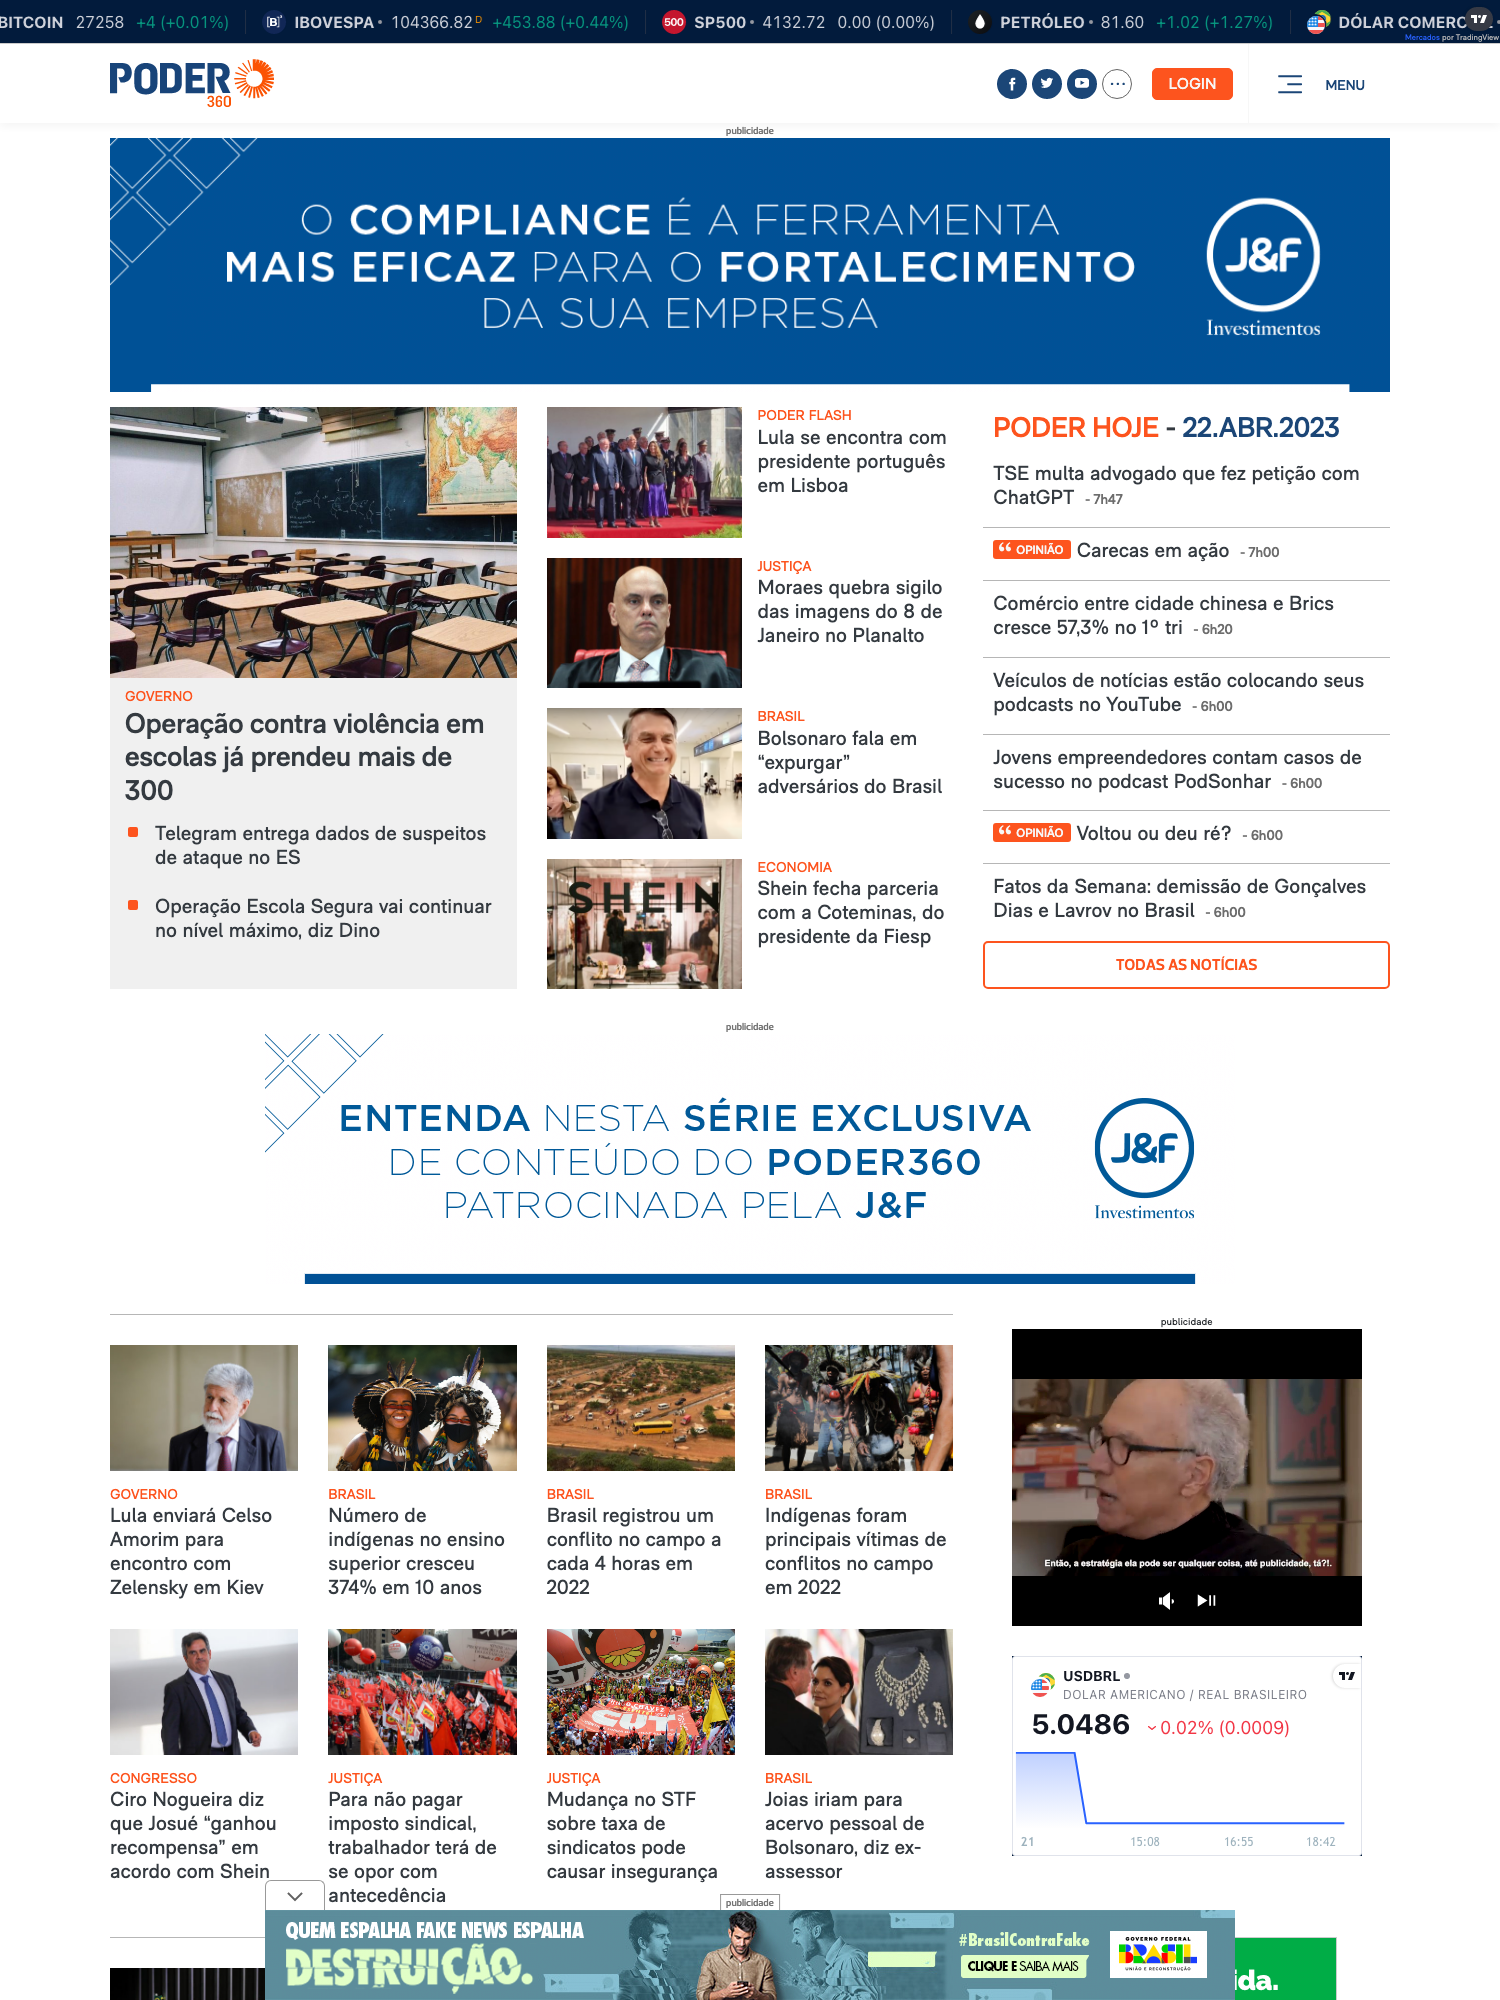 BITCOIN 27258 +4 (+0.01%) IBOVESPA 104366.82 D +453.88 (+0.44%) SP500 4132.72 0.00 (0.00%) PETRÓLEO 81.60 +1.02 (+1.27%)
Mercados por TradingView
PODER
360
LOGIN
MENU
publicidade
O COMPLIANCE É A FERRAMENTA
MAIS EFICAZ PARA O FORTALECIMENTO
DA SUA EMPRESA
J&F
Investimentos
GOVERNO
Operação contra violência em
escolas já prendeu mais de
300
Telegram entrega dados de suspeitos
de ataque no ES
Operação Escola Segura vai continuar
no nível máximo, diz Dino
PODER FLASH
Lula se encontra com
presidente português
em Lisboa
JUSTIÇA
Moraes quebra sigilo
das imagens do 8 de
Janeiro no Planalto
BRASIL
Bolsonaro fala em
“expurgar”
adversários do Brasil
SHEIN
ECONOMIA
Shein fecha parceria
com a Coteminas, do
presidente da Fiesp
PODER HOJE - 22.ABR.2023
TSE multa advogado que fez petição com
ChatGPT - 7h47
OPINIÃO Carecas em ação - 7h00
Comércio entre cidade chinesa e Brics
cresce 57,3% no 1º tri - 6h20
Veículos de notícias estão colocando seus
podcasts no YouTube - 6h00
Jovens empreendedores contam casos de
sucesso no podcast PodSonhar - 6h00
OPINIÃO Voltou ou deu ré? - 6h00
Fatos da Semana: demissão de Gonçalves
Dias e Lavrov no Brasil - 6h00
TODAS AS NOTÍCIAS
publicidade
ENTENDA NESTA SÉRIE EXCLUSIVA
DE CONTEÚDO DO PODER360
PATROCINADA PELA J&F
J&F
Investimentos
GOVERNO
Lula enviará Celso
Amorim para
encontro com
Zelensky em Kiev
BRASIL
Número de
indígenas no ensino
superior cresceu
374% em 10 anos
BRASIL
Brasil registrou um
conflito no campo a
cada 4 horas em
2022
BRASIL
Indígenas foram
principais vítimas de
conflitos no campo
em 2022
publicidade
Então, a estratégia ela pode ser qualquer coisa, até publicidade, tá?!.
CONGRESSO
Ciro Nogueira diz
que Josué “ganhou
recompensa” em
acordo com Shein
JUSTIÇA
Para não pagar
imposto sindical,
trabalhador terá de
se opor com
antecedência
CUT
JUSTIÇA
Mudança no STF
sobre taxa de
sindicatos pode
causar insegurança
BRASIL
Joias iriam para
acervo pessoal de
Bolsonaro, diz ex-
assessor
USDBRL
DOLAR AMERICANO / REAL BRASILEIRO
5.0486 0.02% (0.0009)
21 15:08 16:55 18:42
publicidade
QUEM ESPALHA FAKE NEWS ESPALHA
DESTRUIÇÃO.
#BrasilContraFake
CLIQUE E SAIBA MAIS
GOVERNO FEDERAL
BRASIL
UNIÃO E RECONSTRUÇÃO
ida.